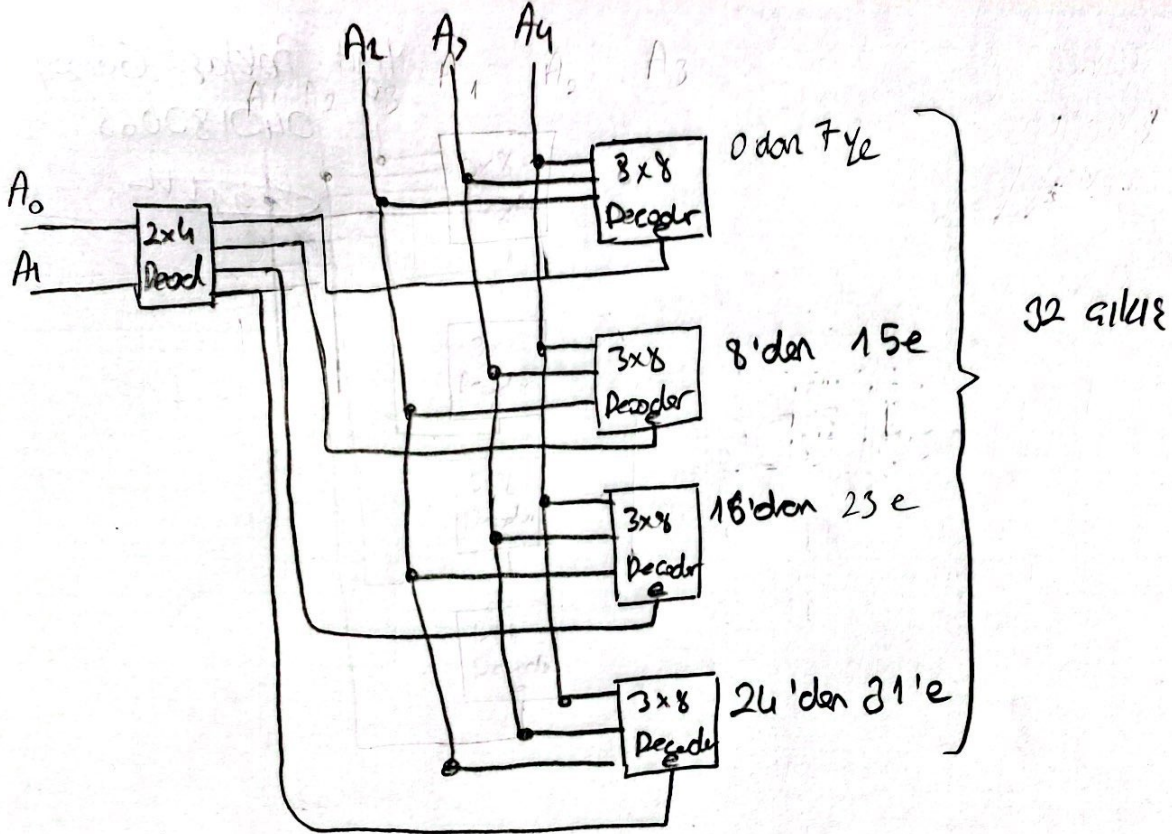 A2 A3 A4
A0
A1
2x4
Decod
3x8
Decoder
0 dan 7 ye
3x8
Decoder
e
8'den 15e
3x8
Decoder
e
16'dan 23 e
3x8
Decoder
e
24'den 31'e
32 çıkış